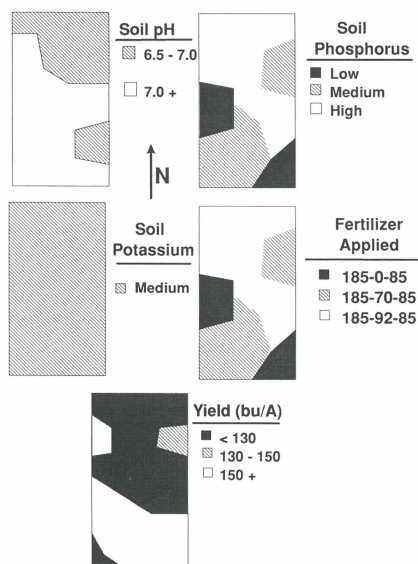 Soil pH
6.5 - 7.0
7.0 +
Soil
Phosphorus
Low
Medium
High
N
Soil
Potassium
Medium
Fertilizer
Applied
185-0-85
185-70-85
185-92-85
Yield (bu/A)
< 130
130 - 150
150 +